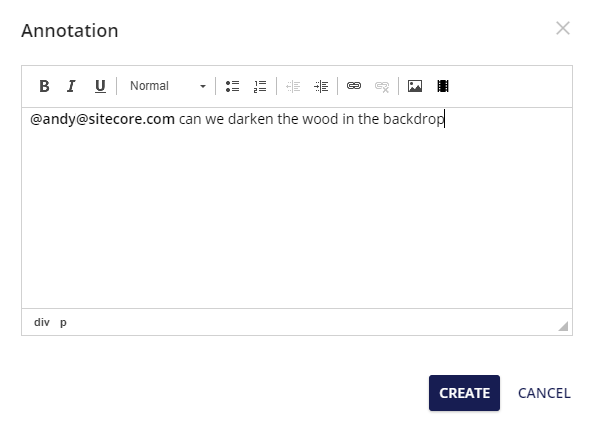 Annotation
B I U Normal
@andy@sitecore.com can we darken the wood in the backdrop
div p
CREATE CANCEL